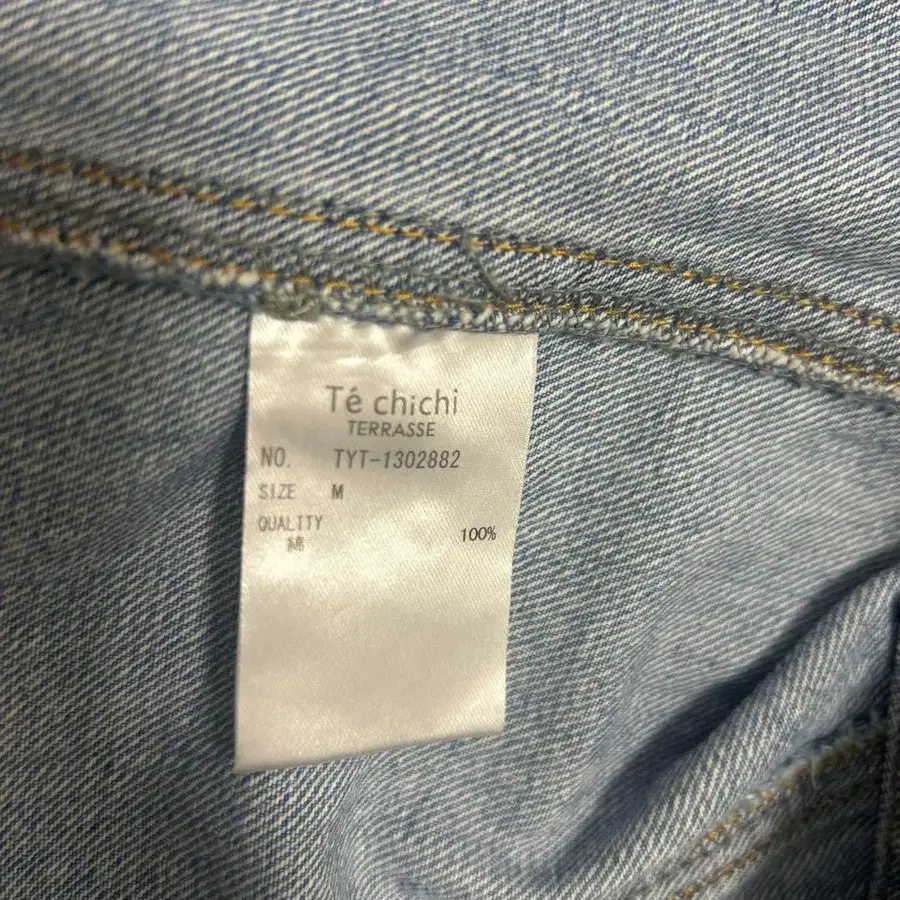 Té chichi
TERRASSE
NO. TYT-1302882
SIZE M
QUALITY
綿 100%